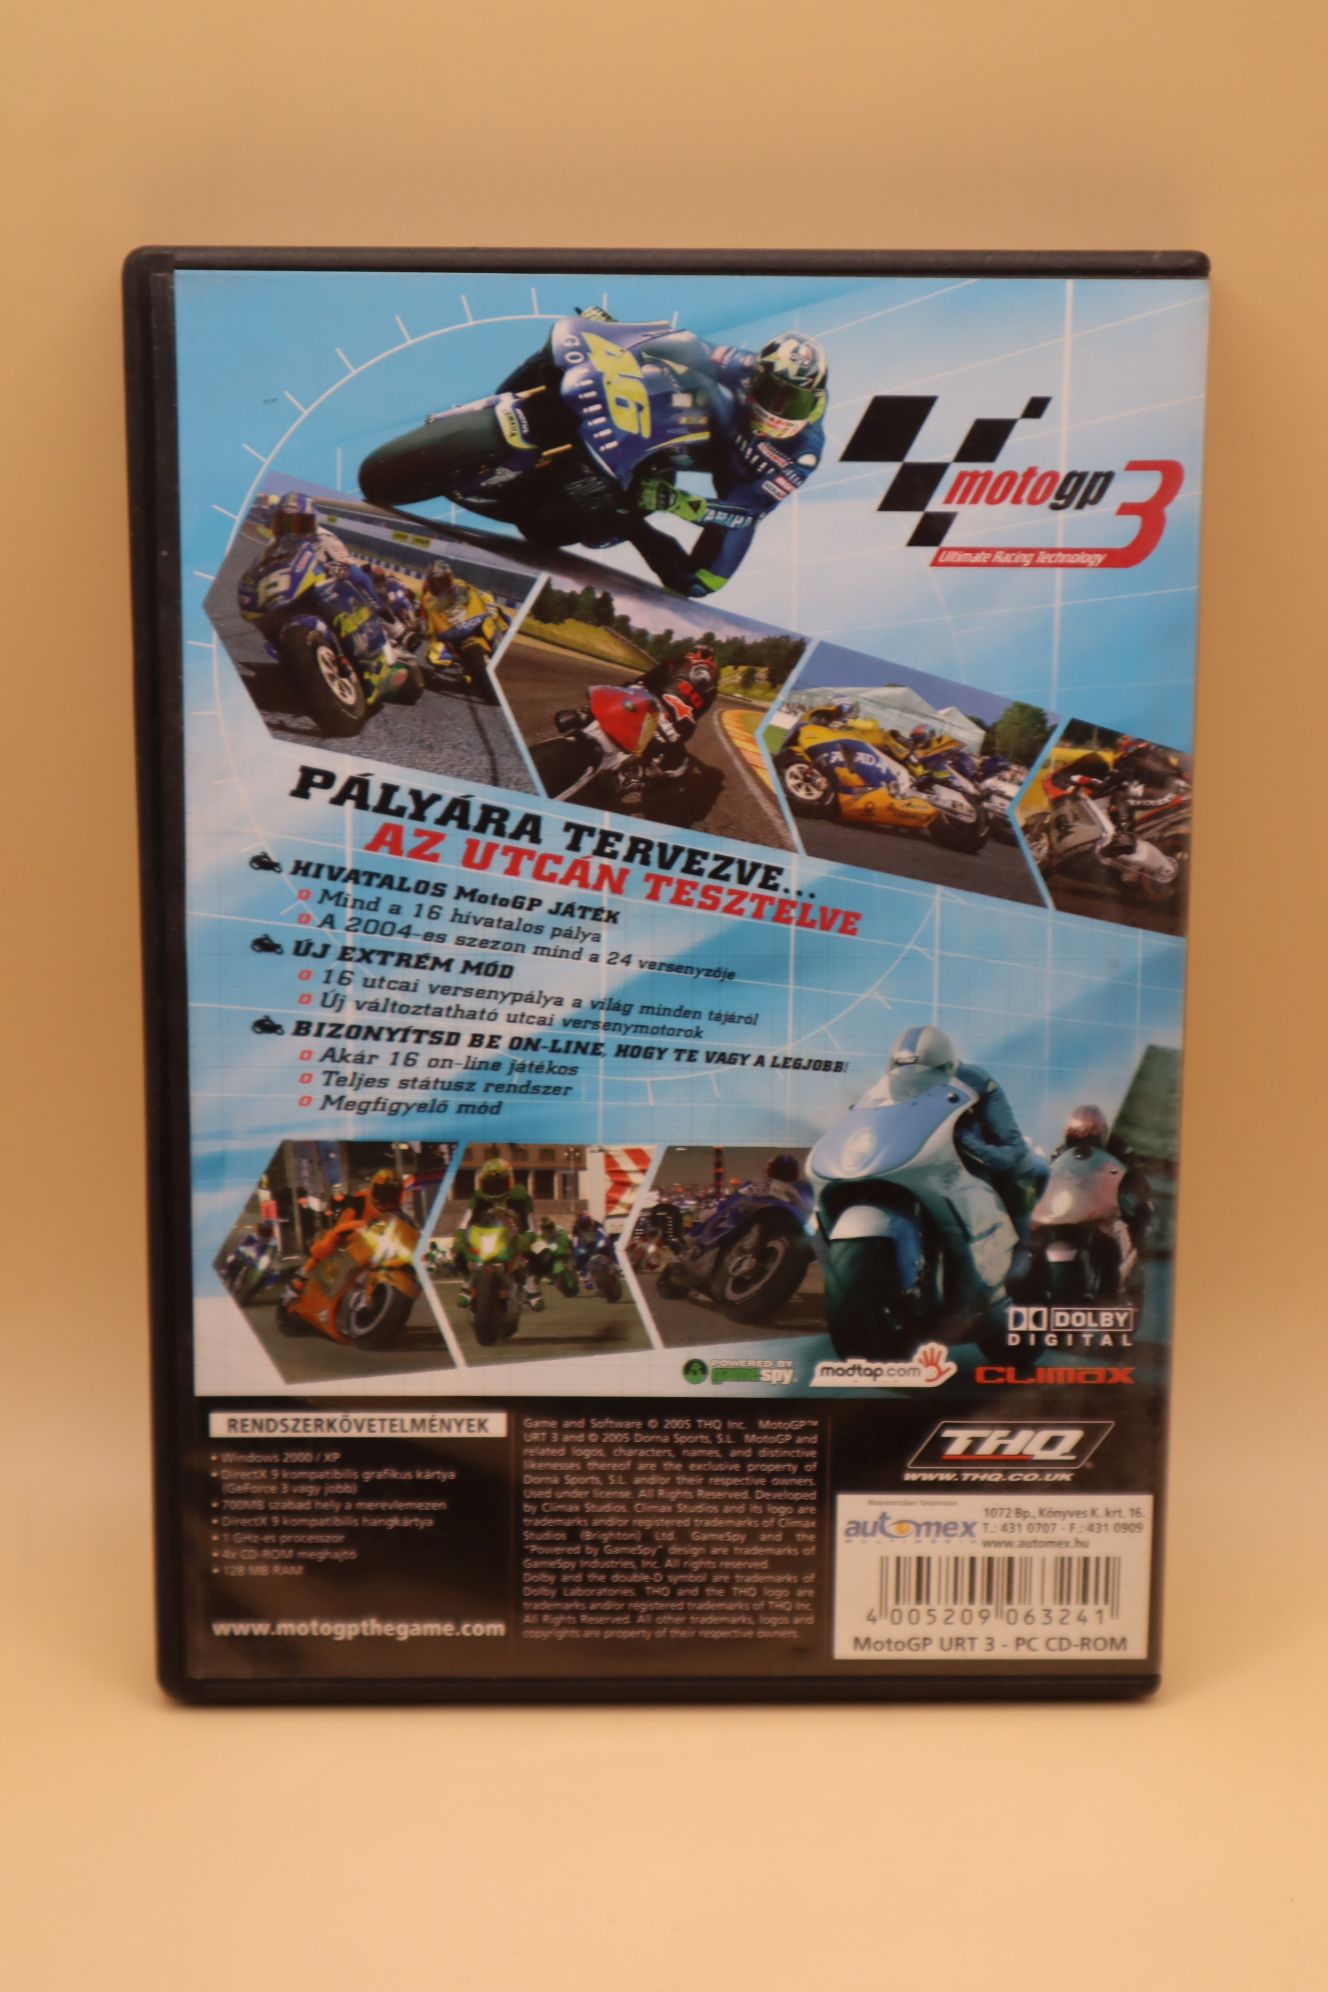 motogp 3
Ultimate Racing Technology
PÁLYÁRA TERVEZVE...
AZ UTCÁN TESZTELVE
HIVATALOS MotoGP JÁTÉK
Mind a 16 hivatalos pálya
A 2004-es szezon mind a 24 versenyzője
ÚJ EXTRÉM MÓD
16 utcai versenypálya a világ minden tájáról
Új változtatható utcai versenymotorok
BIZONYÍTSD BE ON-LINE, HOGY TE VAGY A LEGJOBB!
Akár 16 on-line játékos
Teljes státusz rendszer
Megfigyelő mód
DOLBY
DIGITAL
POWERED BY
gamespy
madtap.com
CLIMAX
RENDSZERKÖVETELMÉNYEK
• Windows 2000 / XP
• DirectX 9 kompatibilis grafikus kártya
(GeForce 3 vagy jobb)
• 700MB szabad hely a merevlemezen
• DirectX 9 kompatibilis hangkártya
• 1 GHz-es processzor
• 4x CD-ROM meghajtó
• 128 MB RAM
www.motogpthegame.com
Game and Software © 2005 THQ Inc. MotoGP™
URT 3 and © 2005 Dorna Sports, S.L. MotoGP and
related logos, characters, names, and distinctive
likenesses thereof are the exclusive property of
Dorna Sports, S.L. and/or their respective owners.
Used under license. All Rights Reserved. Developed
by Climax Studios. Climax Studios and its logo are
trademarks and/or registered trademarks of Climax
Studios (Brighton) Ltd. GameSpy and the
"Powered by GameSpy" design are trademarks of
GameSpy Industries, Inc. All rights reserved.
Dolby and the double-D symbol are trademarks of
Dolby Laboratories. THQ and the THQ logo are
trademarks and/or registered trademarks of THQ Inc.
All Rights Reserved. All other trademarks, logos and
copyrights are property of their respective owners.
THQ
WWW.THQ.CO.UK
Magyarországon forgalmazza
automex
MULTIMEDIA
1072 Bp., Könyves K. krt. 16.
T.: 431 0707 - F.: 431 0909
www.automex.hu
4 005209 063241
MotoGP URT 3 - PC CD-ROM